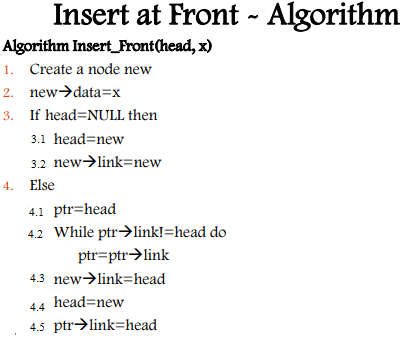 Insert at Front ~ Algorithm
Algorithm Insert_Front(head, x)
1. Create a node new
2. new→data=x
3. If head=NULL then
3.1 head=new
3.2 new→link=new
4. Else
4.1 ptr=head
4.2 While ptr→link!=head do
ptr=ptr→link
4.3 new→link=head
4.4 head=new
4.5 ptr→link=head